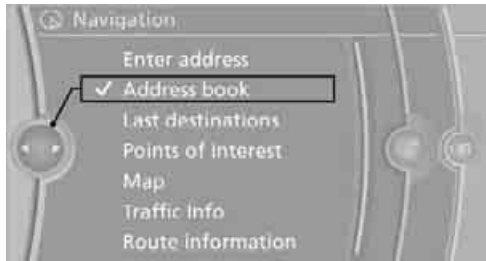 Navigation
Enter address
✓ Address book
Last destinations
Points of Interest
Map
Traffic Info
Route information